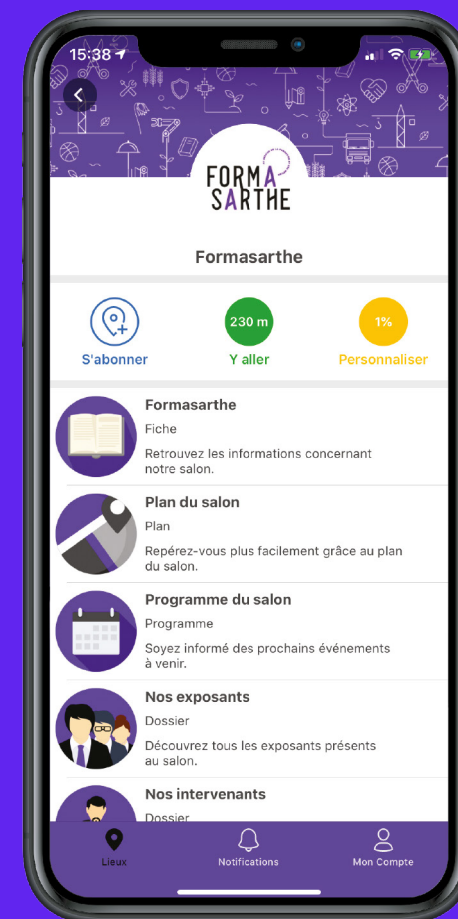 15:38
FORMA
SARTHE
Formasarthe
230 m
1%
S'abonner
Y aller
Personnaliser
Formasarthe
Fiche
Retrouvez les informations concernant
notre salon.
Plan du salon
Plan
Repérez-vous plus facilement grâce au plan
du salon.
Programme du salon
Programme
Soyez informé des prochains événements
à venir.
Nos exposants
Dossier
Découvrez tous les exposants présents
au salon.
Nos intervenants
Dossier
Lieux
Notifications
Mon Compte